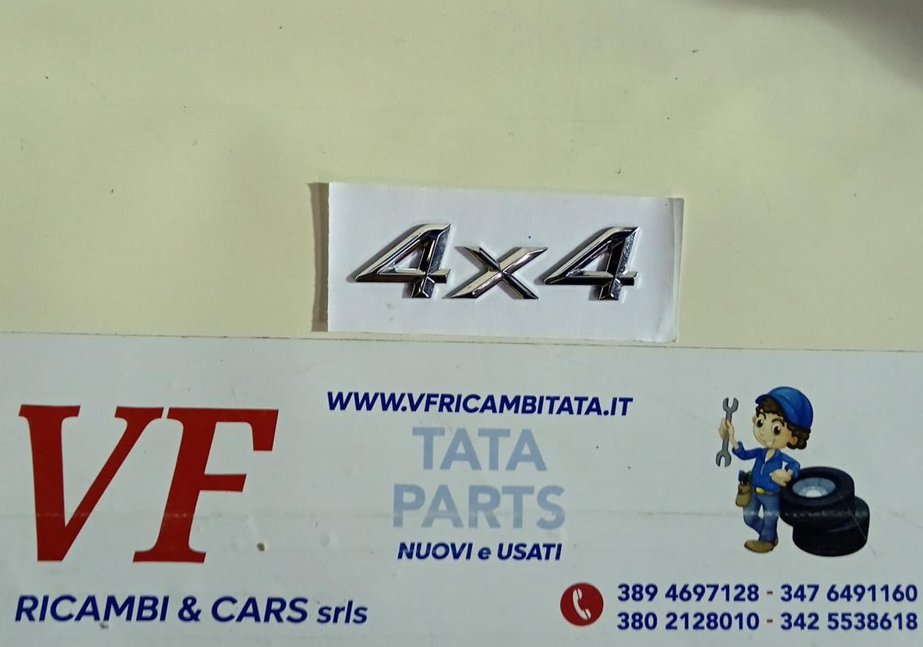 4x4
VF
WWW.VFRICAMBITATA.IT
TATA
PARTS
NUOVI e USATI
RICAMBI & CARS srls
389 4697128 - 347 6491160
380 2128010 - 342 5538618